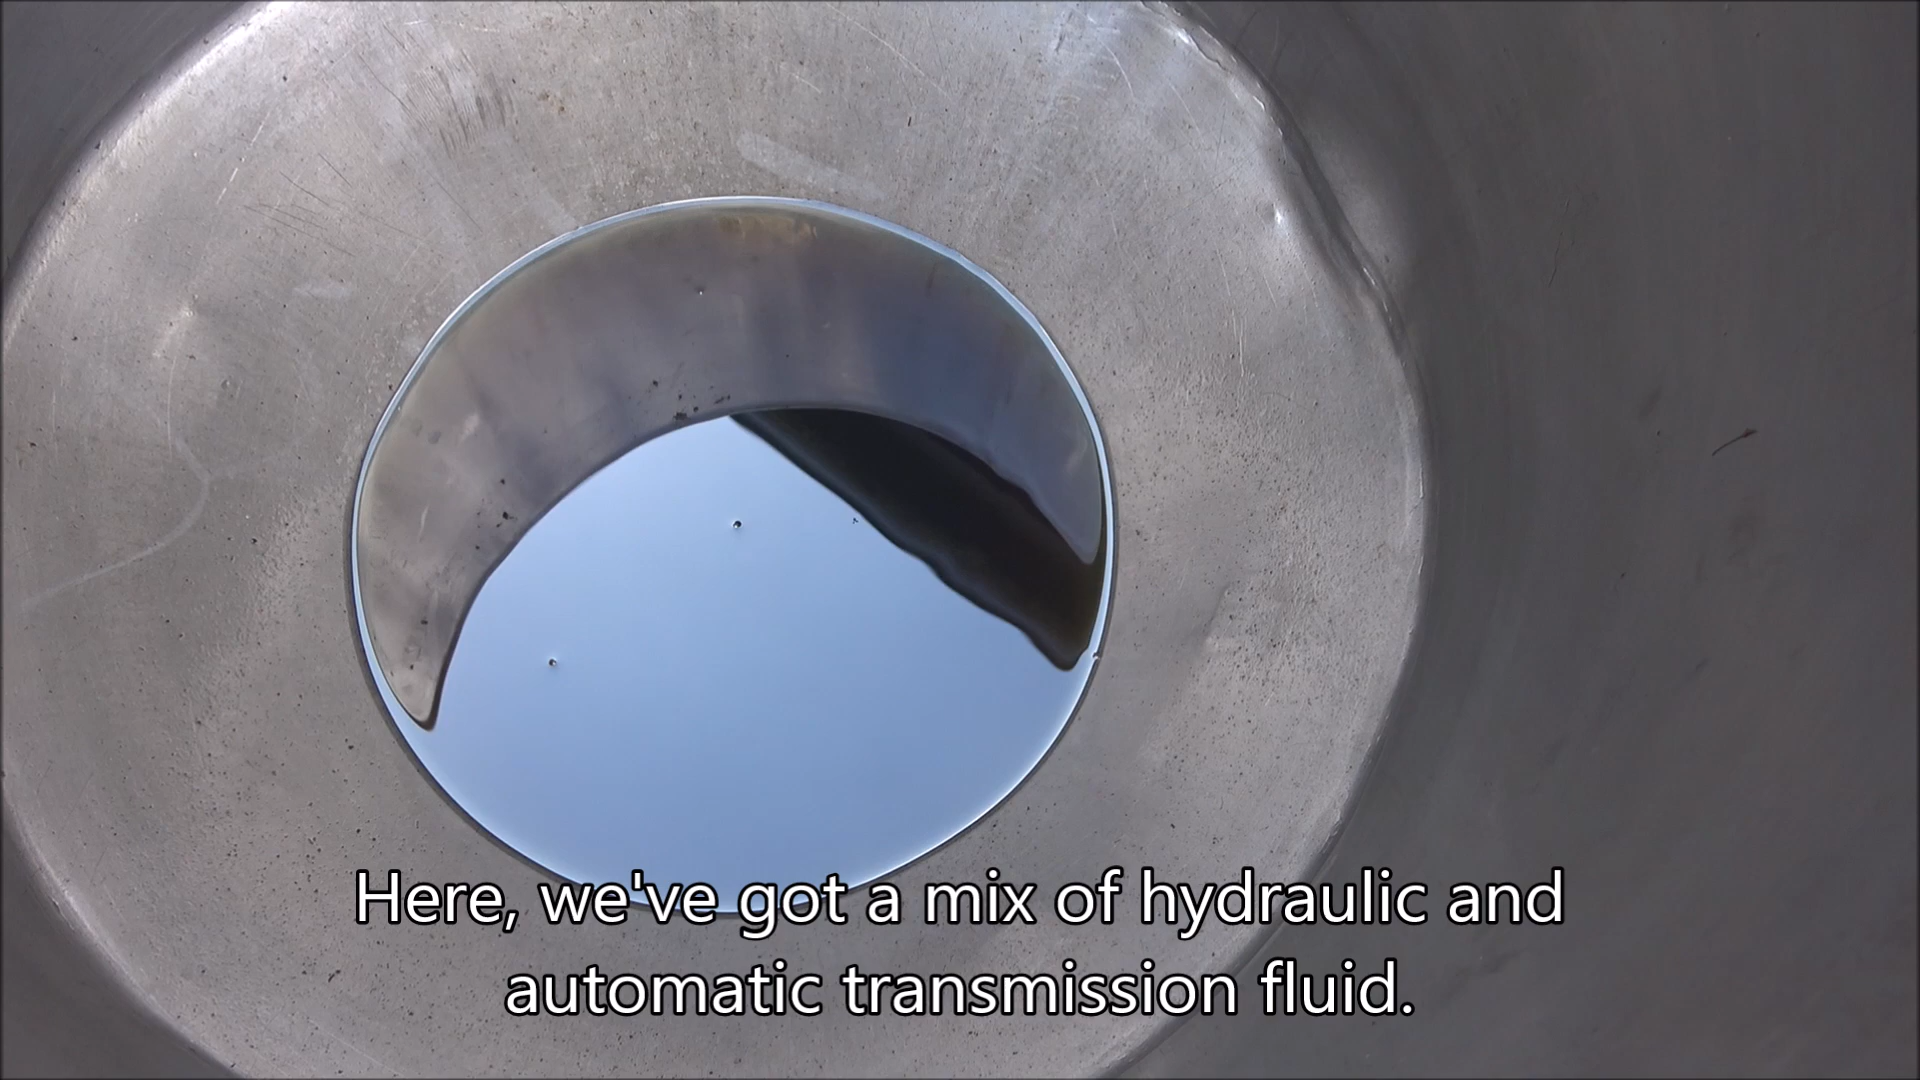 Here, we've got a mix of hydraulic and
automatic transmission fluid.